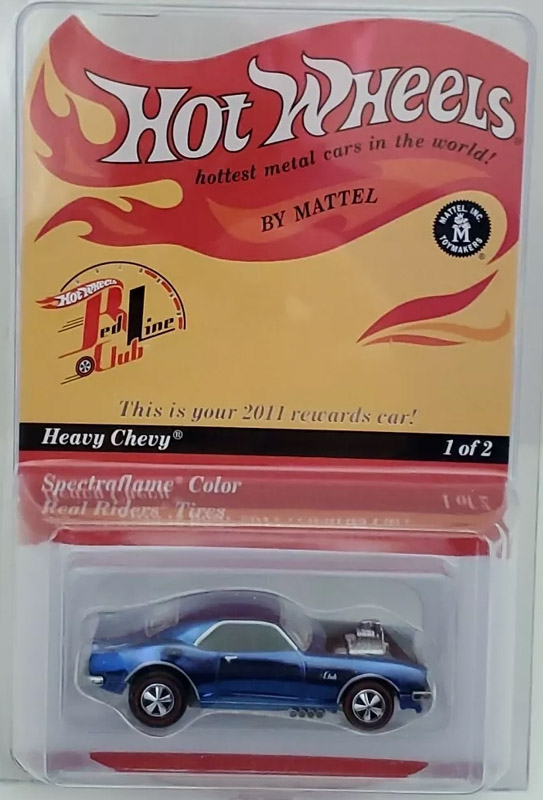 HOT WHEELS®
hottest metal cars in the world!
BY MATTEL
MATTEL, INC.
M
TOYMAKERS
®
HOT WHEELS
Red Line
Club
This is your 2011 rewards car!
Heavy Chevy® 1 of 2
Spectraflame® Color
Real Riders® Tires
Club